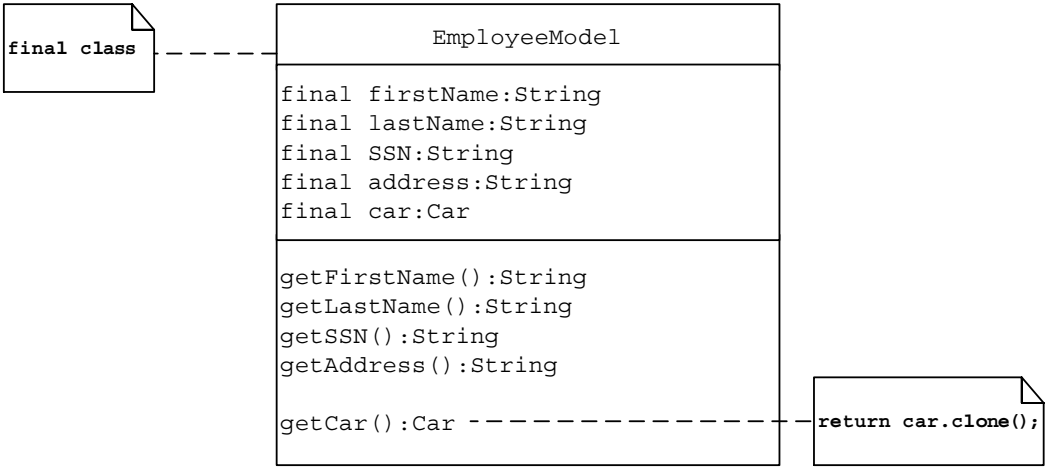 final class
EmployeeModel
final firstName:String
final lastName:String
final SSN:String
final address:String
final car:Car
getFirstName():String
getLastName():String
getSSN():String
getAddress():String
getCar():Car
return car.clone();